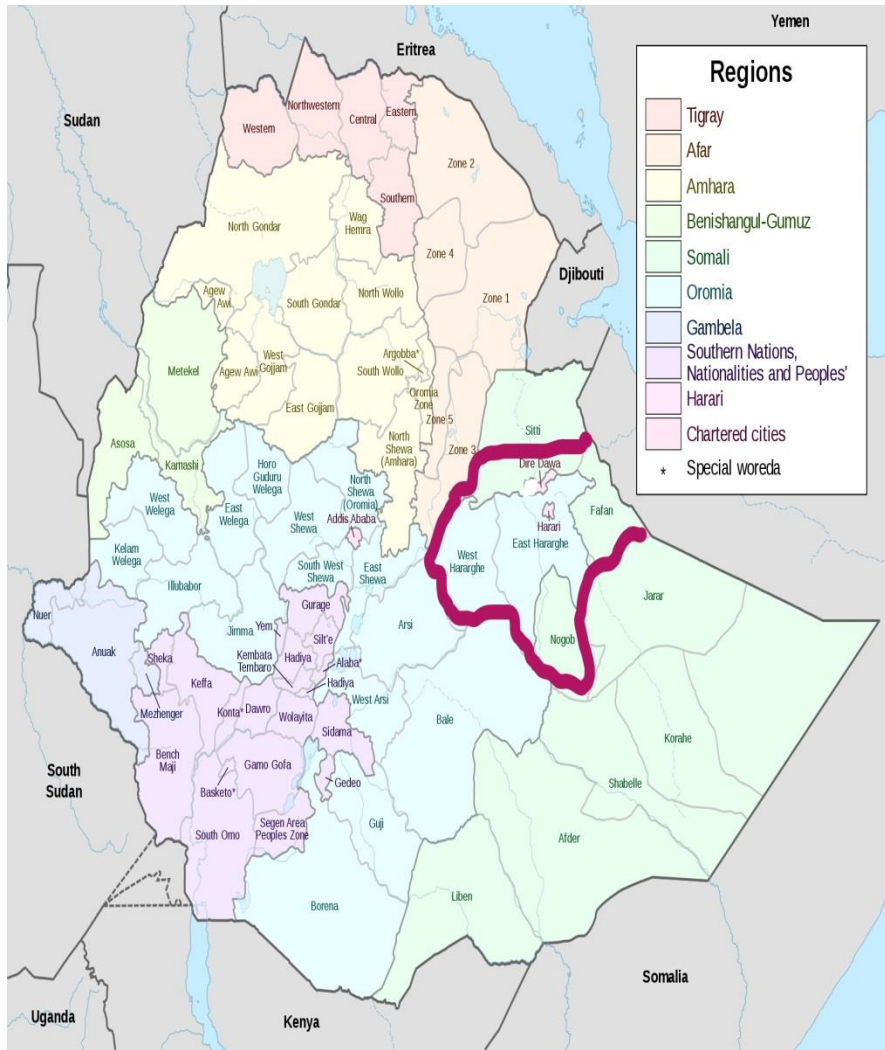 Yemen
Eritrea
Sudan
Djibouti
South
Sudan
Uganda
Kenya
Somalia
Regions
Tigray
Afar
Amhara
Benishangul-Gumuz
Somali
Oromia
Gambela
Southern Nations,
Nationalities and Peoples'
Harari
Chartered cities
* Special woreda
Western
Northwestern
Central
Eastern
Southern
Zone 2
Zone 4
Zone 1
Zone 5
Zone 3
North Gondar
Wag
Hemra
Agew
Awi
South Gondar
North Wollo
West
Gojjam
Agew Awi
Argobba*
South Wollo
Oromia
Zone
East Gojjam
North
Shewa
(Amhara)
Metekel
Asosa
Kamashi
Sitti
Dire Dawa
Harari
Fafan
Jarar
Nogob
Korahe
Shabelle
Afder
Liben
West
Welega
Horo
Guduru
Welega
East
Welega
North
Shewa
(Oromia)
West
Shewa
Addis Ababa
Kelam
Welega
South West
Shewa
East
Shewa
Illubabor
Jimma
Arsi
West
Hararghe
East Hararghe
West Arsi
Bale
Guji
Borena
Nuer
Anuak
Mezhenger
Gurage
Yem
Silt'e
Hadiya
Kembata
Tembaro
Alaba*
Hadiya
Sheka
Keffa
Konta*
Dawro
Wolayita
Sidama
Bench
Maji
Gamo Gofa
Gedeo
Basketo*
South Omo
Segen Area
Peoples Zone